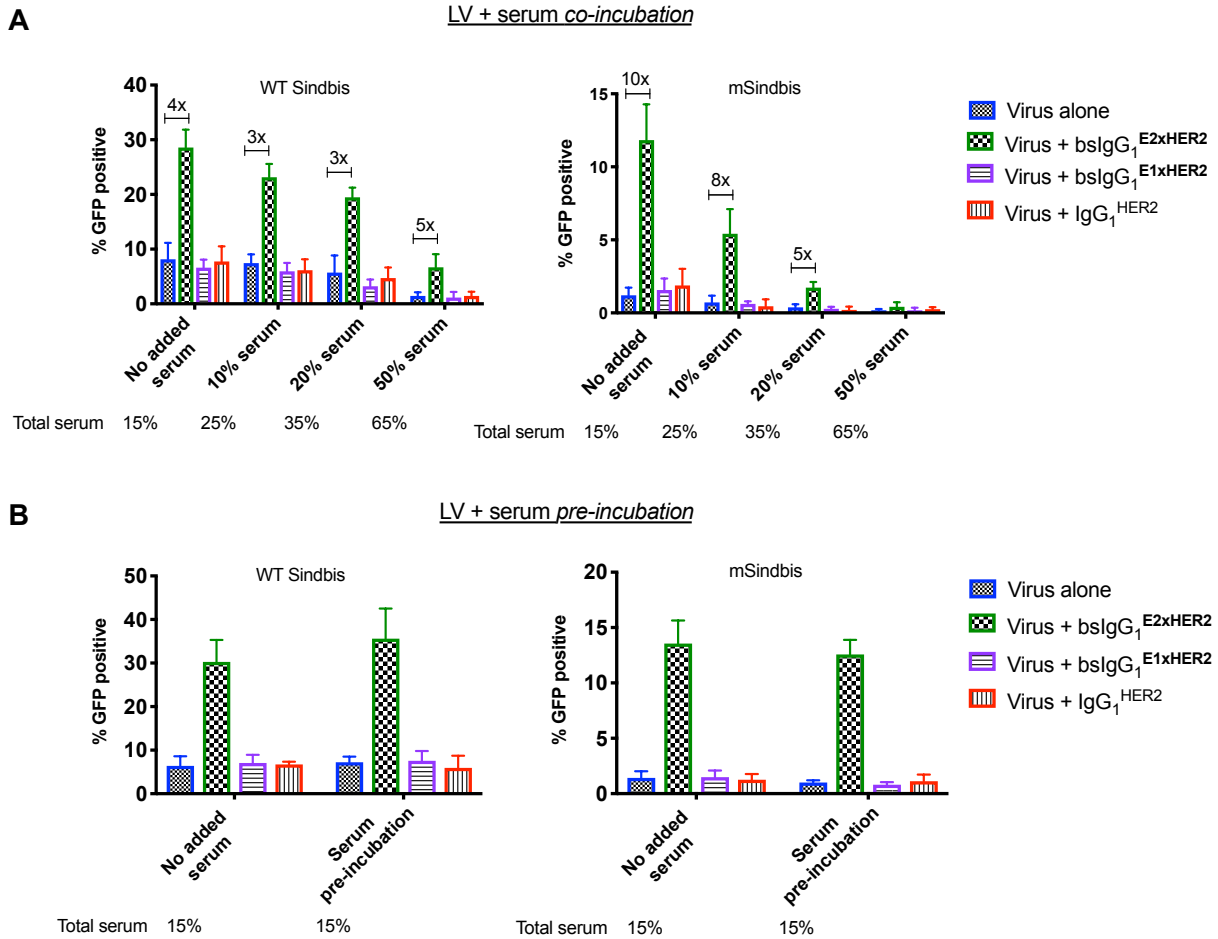 A
LV + serum co-incubation
WT Sindbis
% GFP positive
40
30
20
10
0
4x
3x
3x
5x
No added serum
10% serum
20% serum
50% serum
Total serum 15% 25% 35% 65%
mSindbis
% GFP positive
15
10
5
0
10x
8x
5x
No added serum
10% serum
20% serum
50% serum
Total serum 15% 25% 35% 65%
Virus alone
Virus + bsIgG1E2xHER2
Virus + bsIgG1E1xHER2
Virus + IgG1HER2
B
LV + serum pre-incubation
WT Sindbis
% GFP positive
50
40
30
20
10
0
No added serum
Serum pre-incubation
Total serum 15% 15%
mSindbis
% GFP positive
20
15
10
5
0
No added serum
Serum pre-incubation
Total serum 15% 15%
Virus alone
Virus + bsIgG1E2xHER2
Virus + bsIgG1E1xHER2
Virus + IgG1HER2